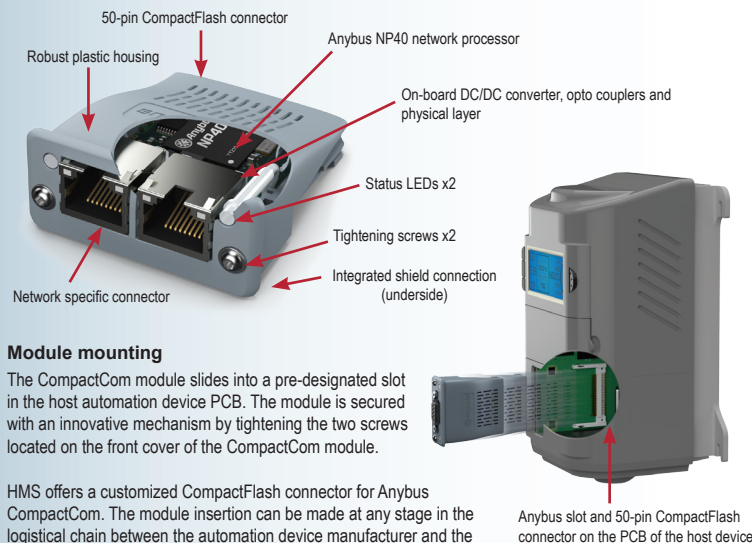 50-pin CompactFlash connector
Anybus NP40 network processor
Robust plastic housing
On-board DC/DC converter, opto couplers and
physical layer
Anybus
NP40
Status LEDs x2
Tightening screws x2
Integrated shield connection
(underside)
Network specific connector
Module mounting
The CompactCom module slides into a pre-designated slot
in the host automation device PCB. The module is secured
with an innovative mechanism by tightening the two screws
located on the front cover of the CompactCom module.
HMS offers a customized CompactFlash connector for Anybus
CompactCom. The module insertion can be made at any stage in the
logistical chain between the automation device manufacturer and the
Anybus slot and 50-pin CompactFlash
connector on the PCB of the host device